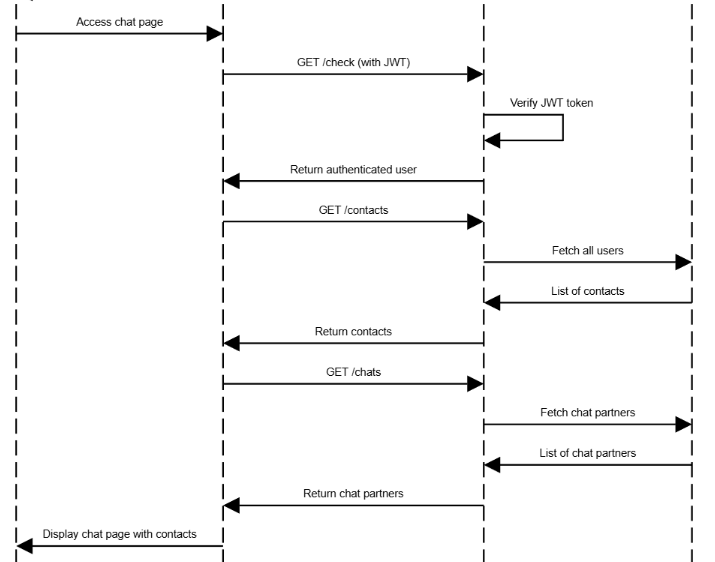 Access chat page
GET /check (with JWT)
Verify JWT token
Return authenticated user
GET /contacts
Fetch all users
List of contacts
Return contacts
GET /chats
Fetch chat partners
List of chat partners
Return chat partners
Display chat page with contacts